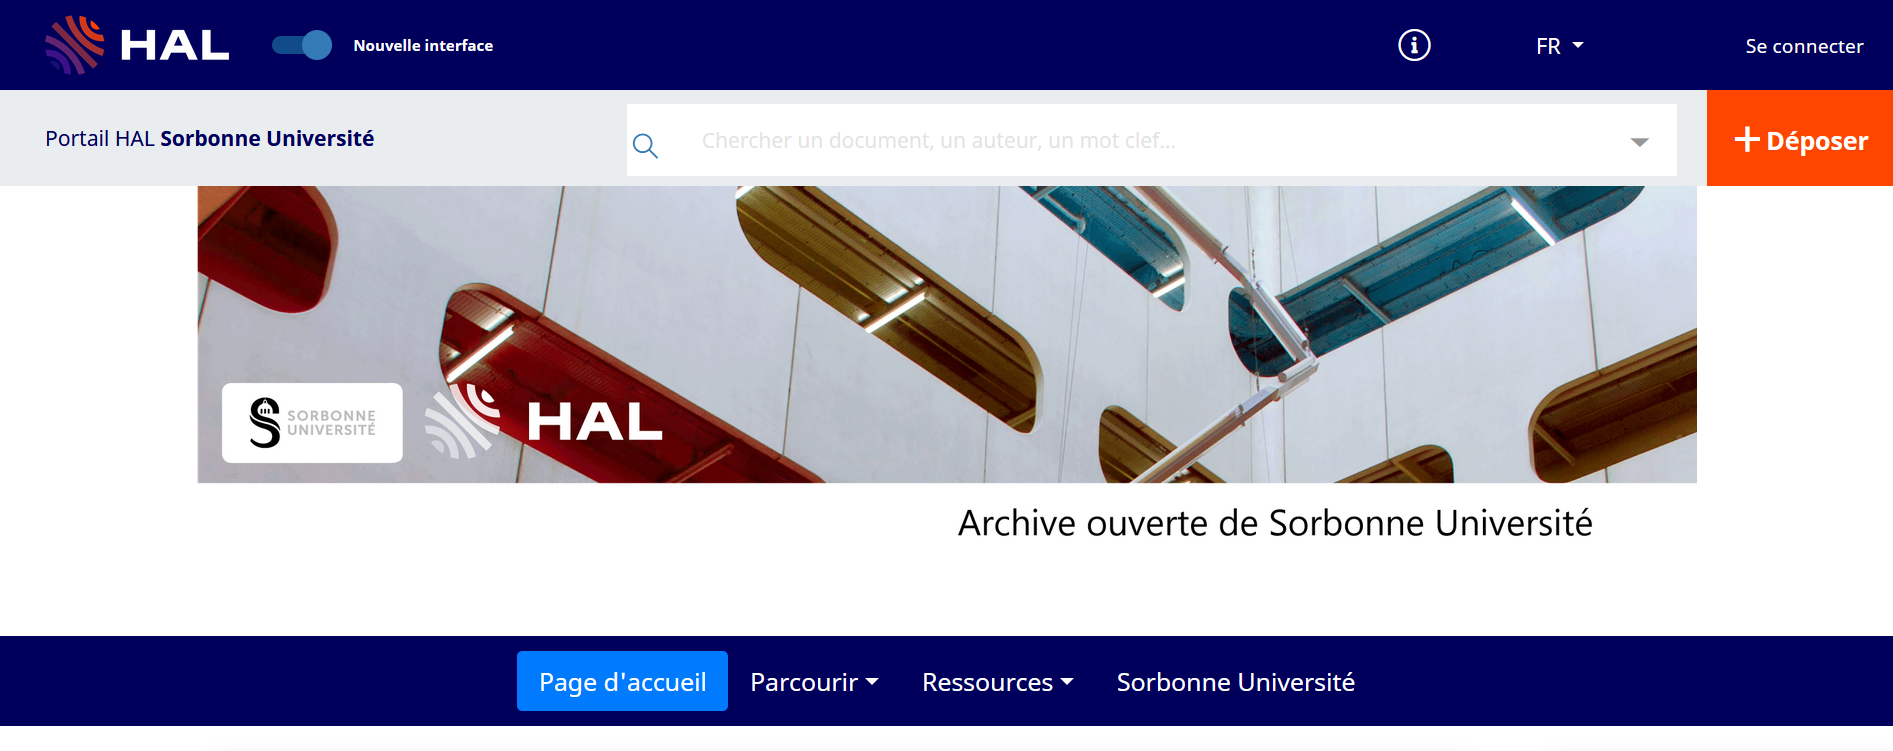 HAL
Nouvelle interface
FR
Se connecter
Portail HAL Sorbonne Université
Chercher un document, un auteur, un mot clef...
+ Déposer
SORBONNE
UNIVERSITÉ
HAL
Archive ouverte de Sorbonne Université
Page d'accueil
Parcourir
Ressources
Sorbonne Université